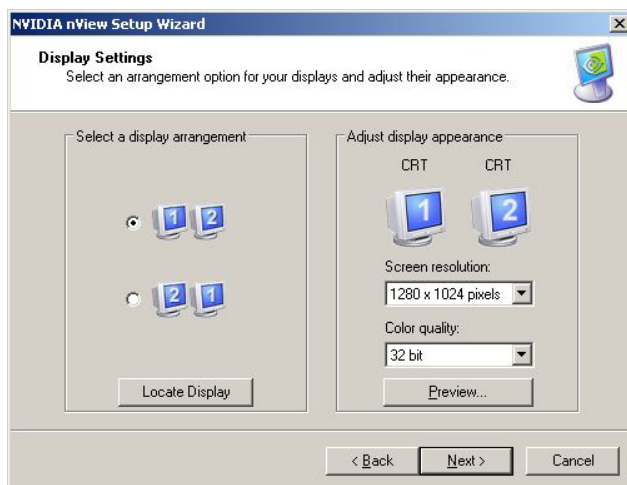 NVIDIA nView Setup Wizard
Display Settings
Select an arrangement option for your displays and adjust their appearance.
Select a display arrangement
1 2
2 1
Locate Display
Adjust display appearance
CRT CRT
1 2
Screen resolution:
1280 x 1024 pixels
Color quality:
32 bit
Preview...
< Back Next > Cancel